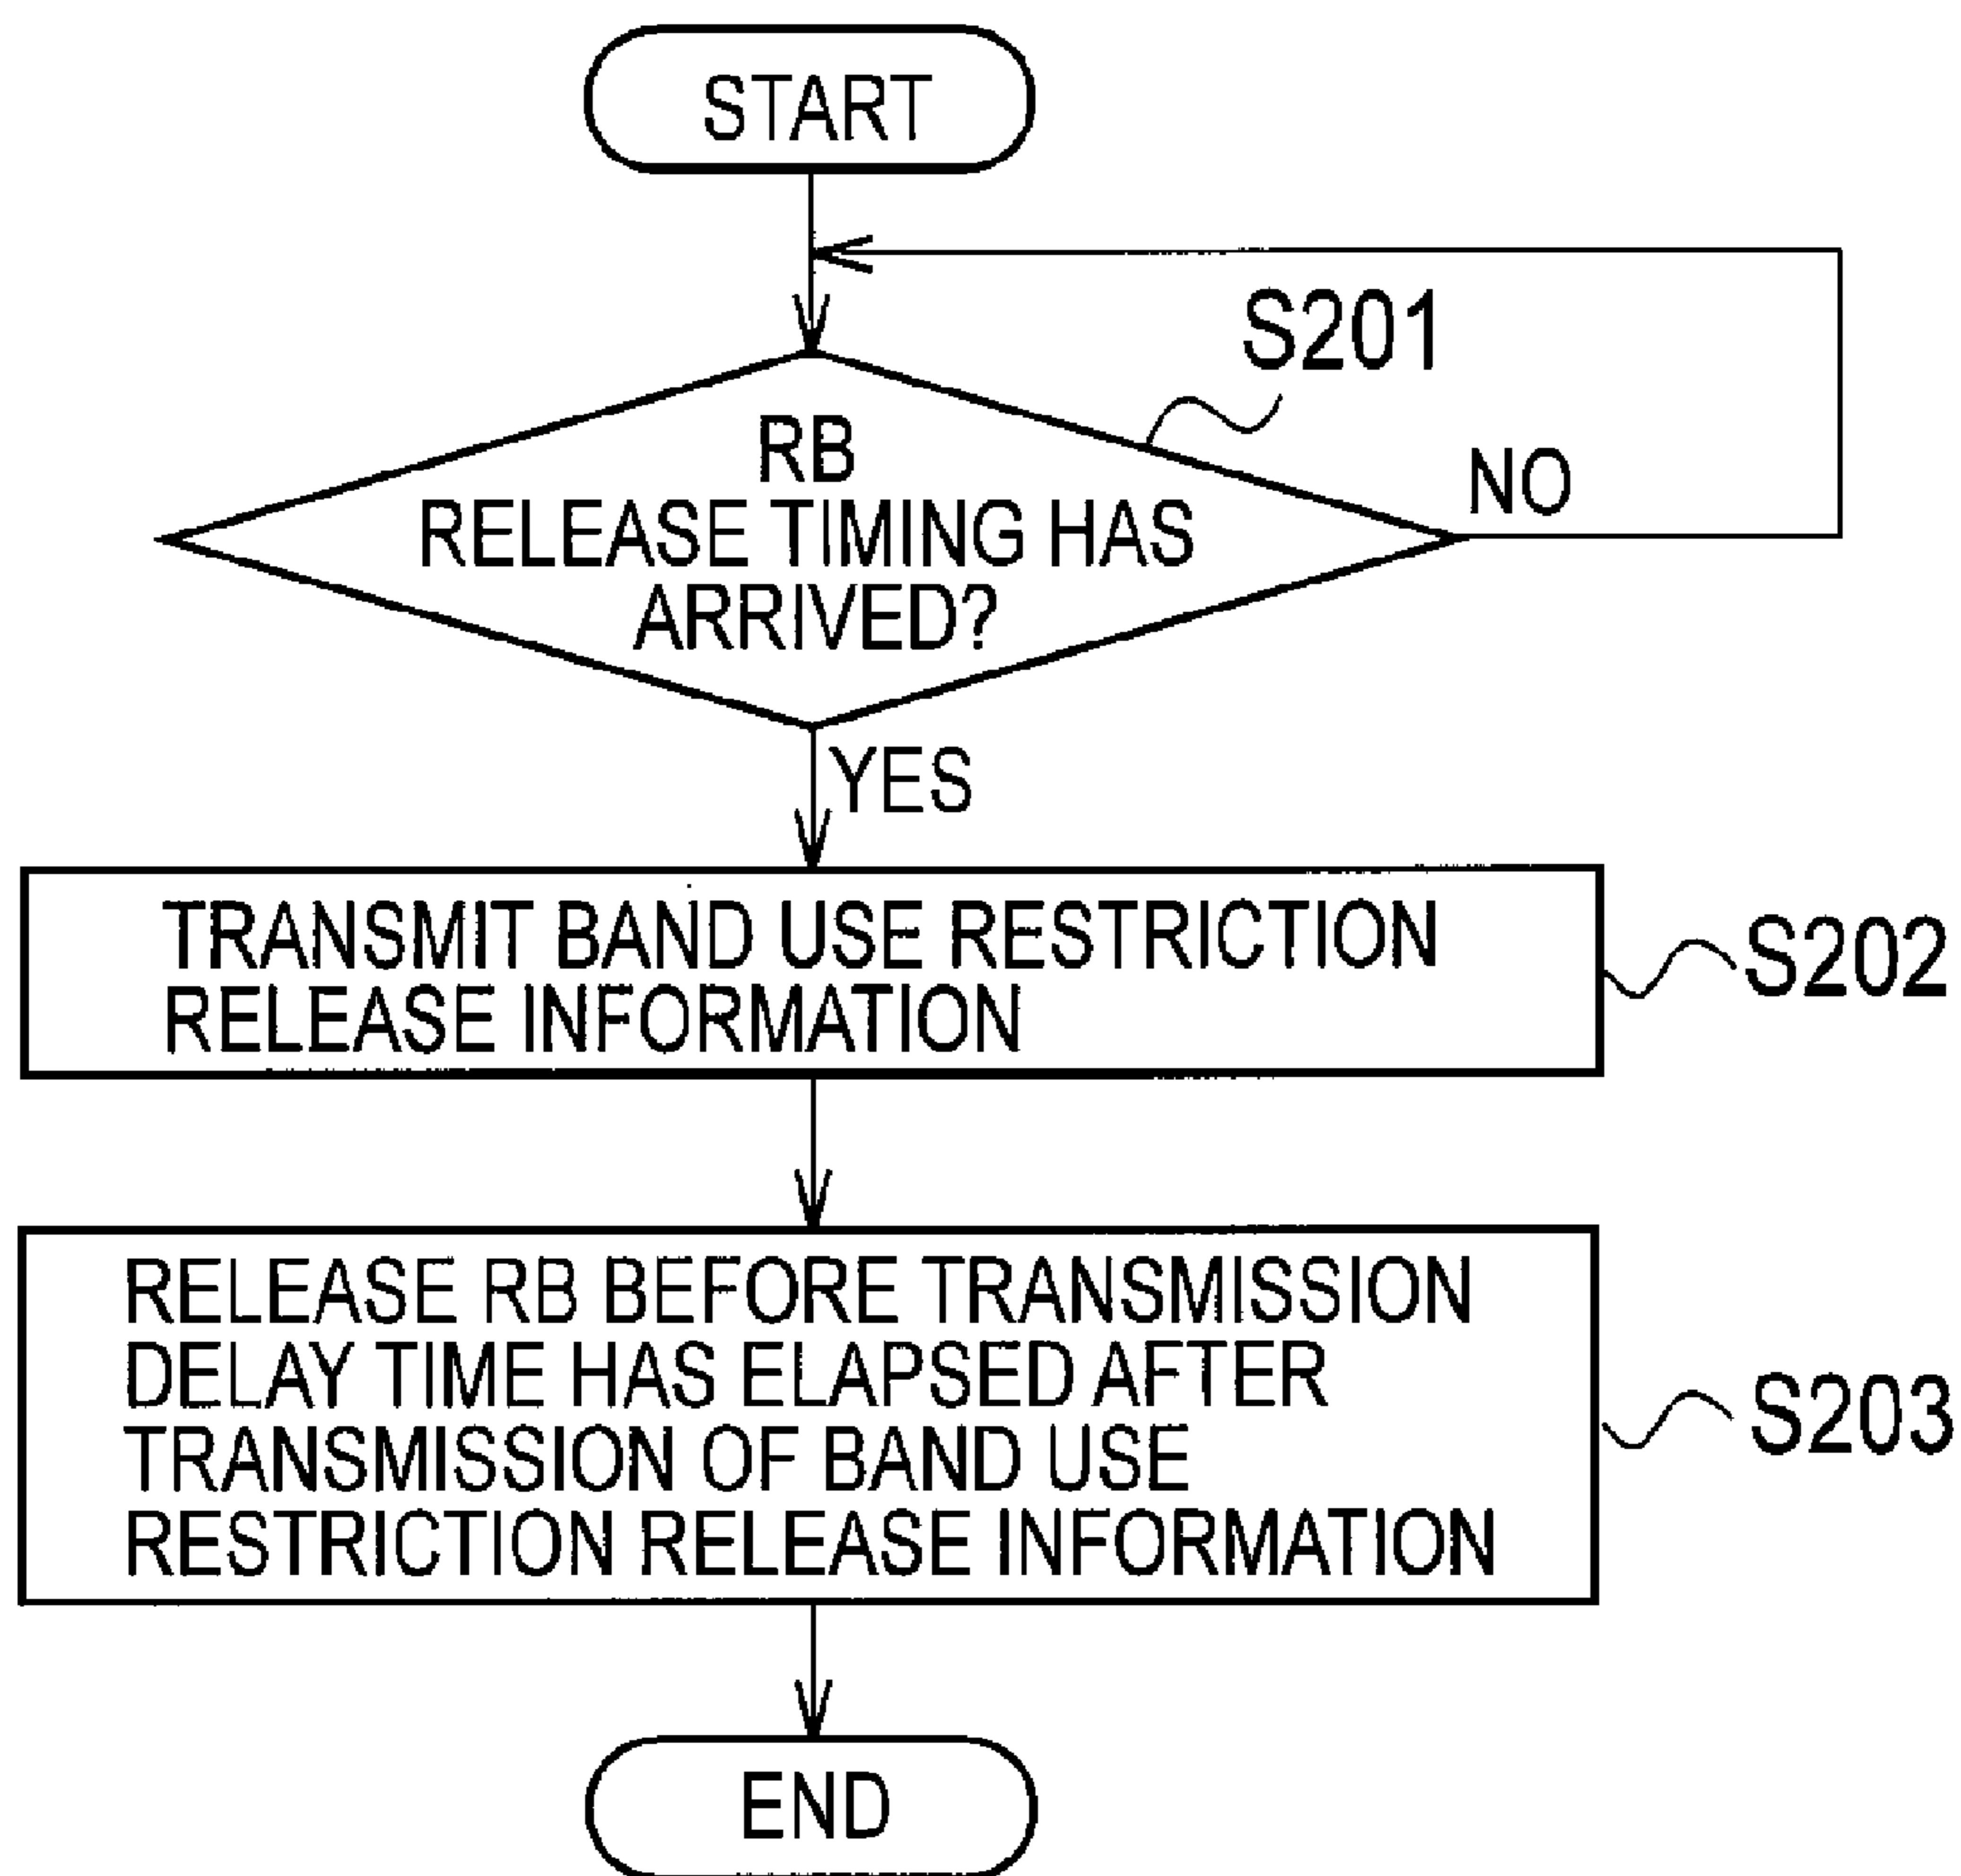 START
S201
RB
RELEASE TIMING HAS
ARRIVED?
NO
YES
TRANSMIT BAND USE RESTRICTION
RELEASE INFORMATION
S202
RELEASE RB BEFORE TRANSMISSION
DELAY TIME HAS ELAPSED AFTER
TRANSMISSION OF BAND USE
RESTRICTION RELEASE INFORMATION
S203
END